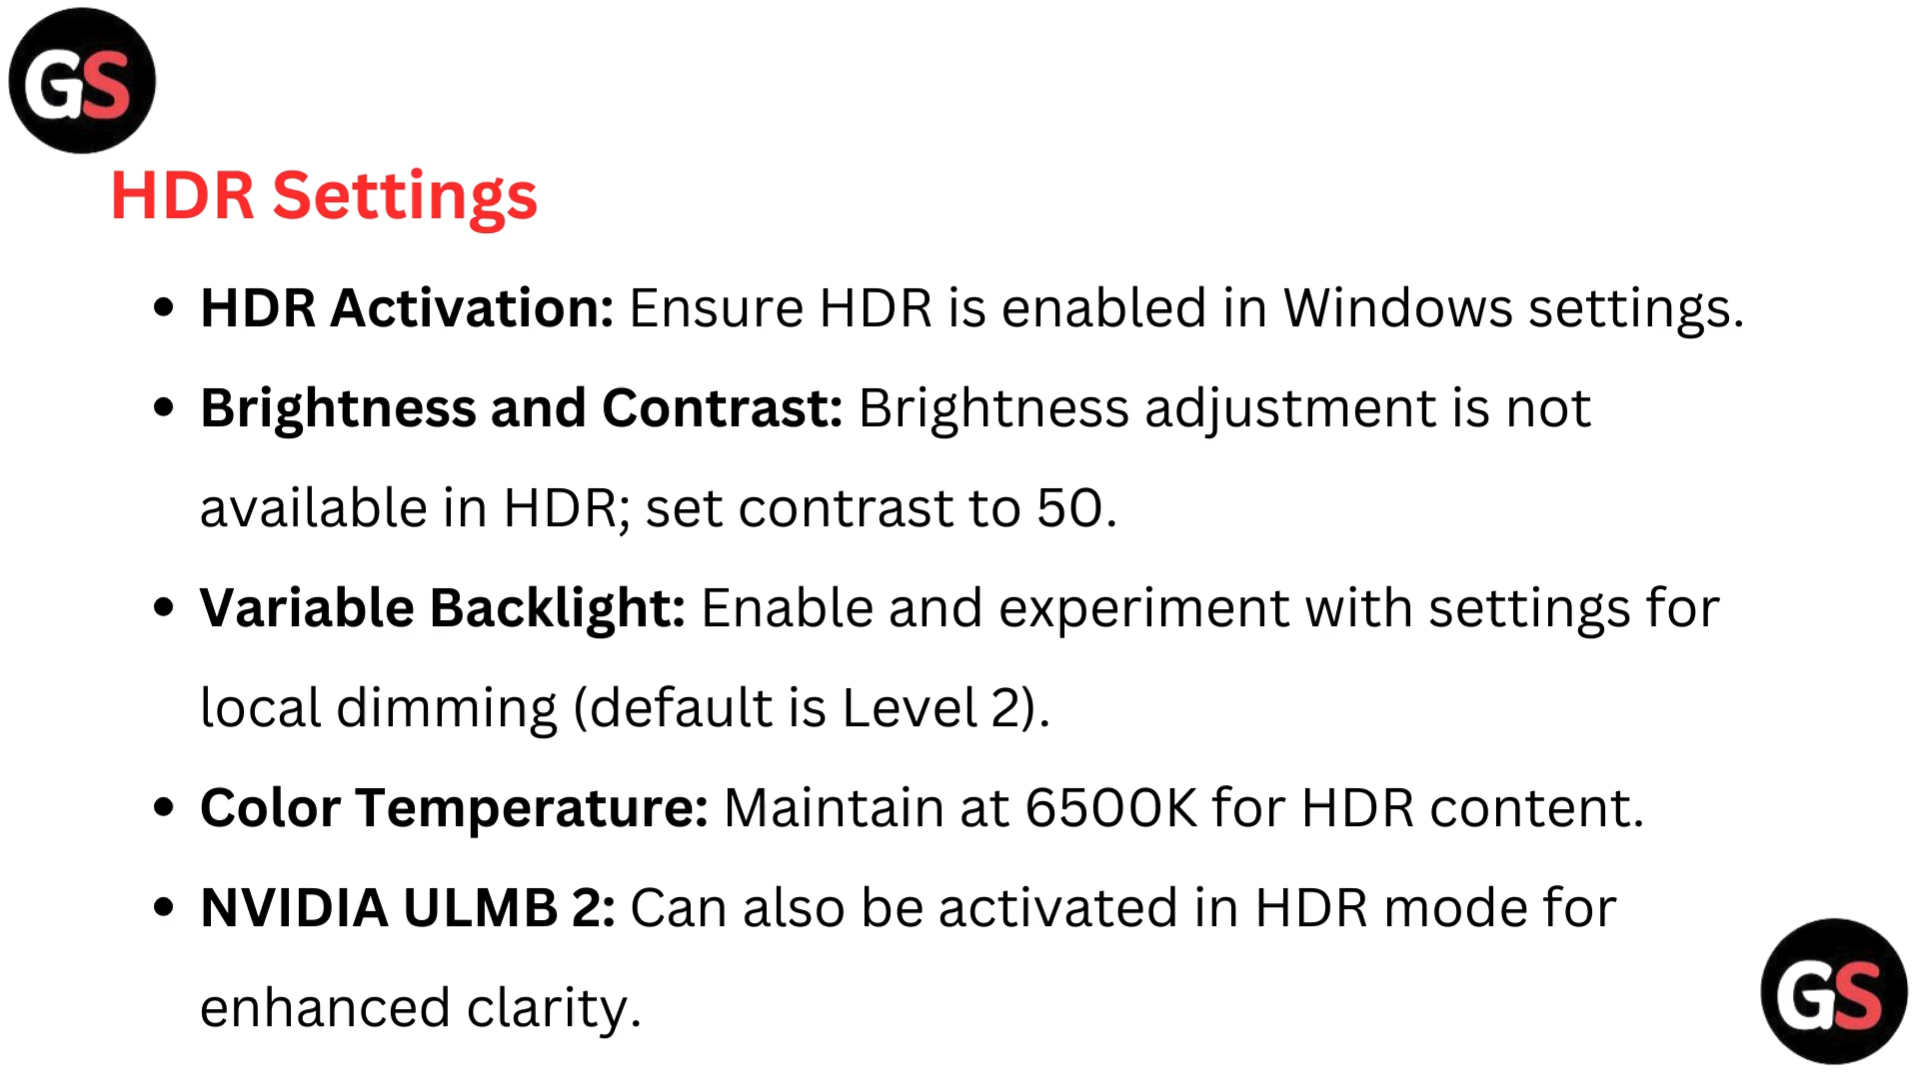 GS
HDR Settings
• HDR Activation: Ensure HDR is enabled in Windows settings.
• Brightness and Contrast: Brightness adjustment is not
available in HDR; set contrast to 50.
• Variable Backlight: Enable and experiment with settings for
local dimming (default is Level 2).
• Color Temperature: Maintain at 6500K for HDR content.
• NVIDIA ULMB 2: Can also be activated in HDR mode for
enhanced clarity.
GS